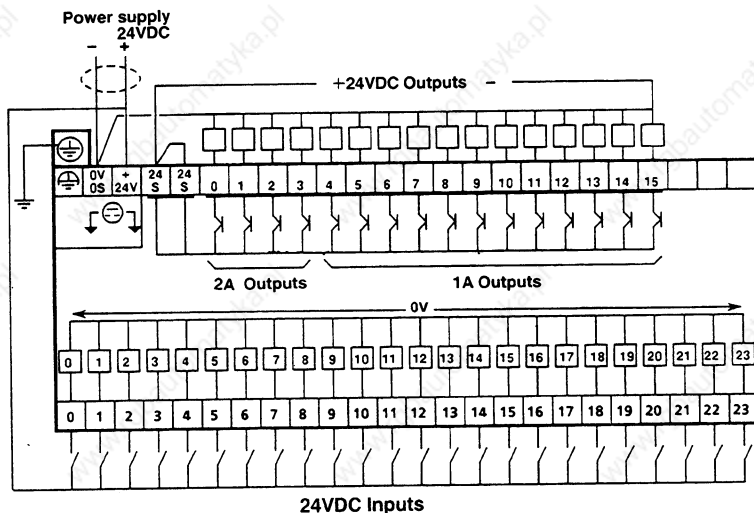 Power supply
24VDC
- +
+24VDC Outputs -
0V + 24 24
0S 24V S S 0 1 2 3 4 5 6 7 8 9 10 11 12 13 14 15
2A Outputs 1A Outputs
0V
0 1 2 3 4 5 6 7 8 9 10 11 12 13 14 15 16 17 18 19 20 21 22 23
0 1 2 3 4 5 6 7 8 9 10 11 12 13 14 15 16 17 18 19 20 21 22 23
24VDC Inputs